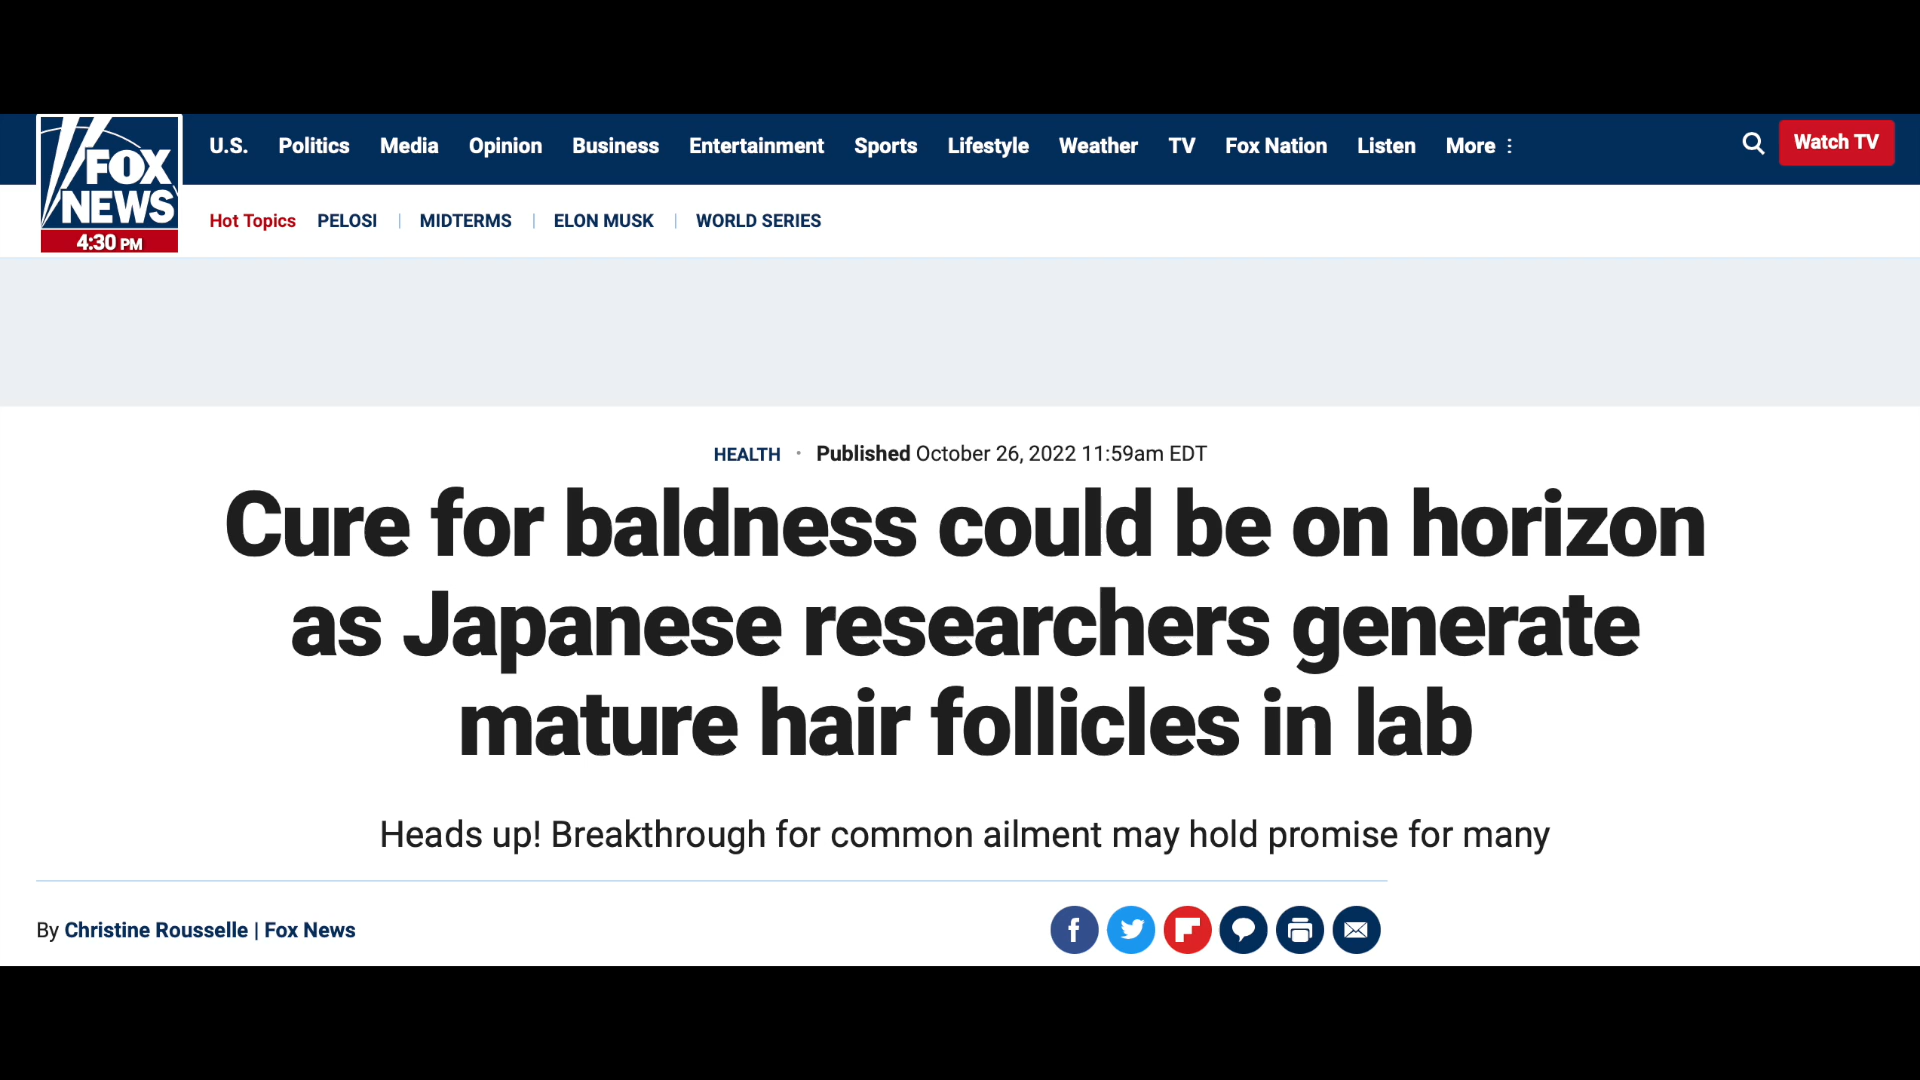 FOX
NEWS
4:30 PM
U.S. Politics Media Opinion Business Entertainment Sports Lifestyle Weather TV Fox Nation Listen More Watch TV
Hot Topics PELOSI MIDTERMS ELON MUSK WORLD SERIES
HEALTH · Published October 26, 2022 11:59am EDT
Cure for baldness could be on horizon
as Japanese researchers generate
mature hair follicles in lab
Heads up! Breakthrough for common ailment may hold promise for many
By Christine Rousselle | Fox News